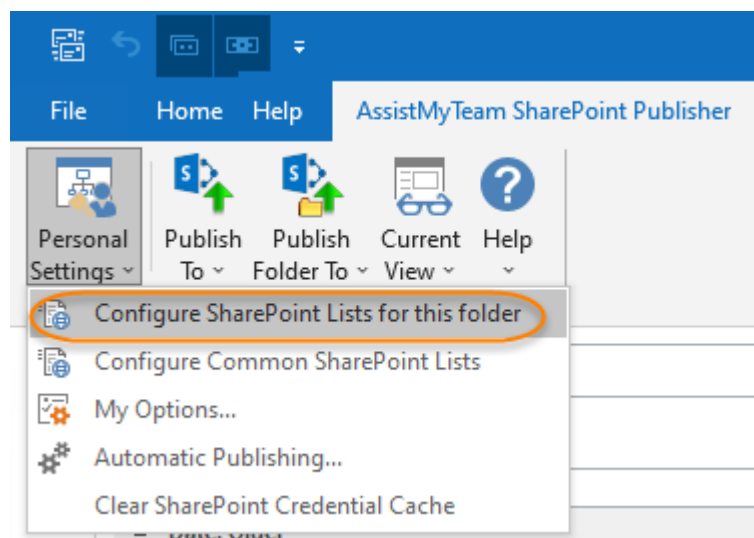 File Home Help AssistMyTeam SharePoint Publisher
Personal Settings
Publish To
Publish Folder To
Current View
Help
Configure SharePoint Lists for this folder
Configure Common SharePoint Lists
My Options...
Automatic Publishing...
Clear SharePoint Credential Cache